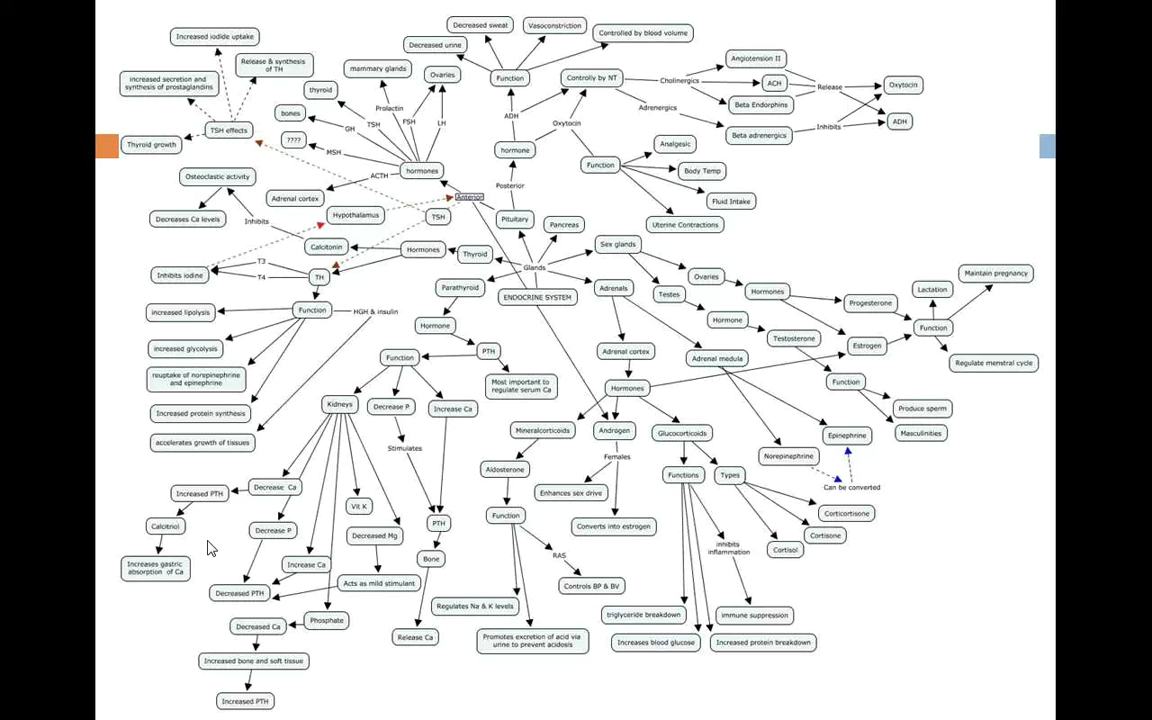 Decreased sweat
Vasoconstriction
Controlled by blood volume
Increased iodide uptake
Decreased urine
Release & synthesis
of TH
mammary glands
Ovaries
Function
Controlly by NT
Cholinergics
Angiotension II
increased secretion and
synthesis of prostaglandins
thyroid
Prolactin
ACH
Release
Oxytocin
bones
TSH
FSH
LH
ADH
Oxytocin
Adrenergics
Beta Endorphins
Inhibits
ADH
TSH effects
GH
Beta adrenergics
????
MSH
Thyroid growth
hormone
Analgesic
Osteoclastic activity
ACTH
hormones
Posterior
Function
Body Temp
Adrenal cortex
Anterior
Fluid Intake
Decreases Ca levels
Inhibits
Hypothalamus
TSH
Pituitary
Pancreas
Uterine Contractions
Calcitonin
Hormones
Thyroid
Sex glands
T3
T4
Inhibits iodine
TH
Glands
Ovaries
Maintain pregnancy
Parathyroid
ENDOCRINE SYSTEM
Adrenals
Testes
Hormones
Lactation
Progesterone
increased lipolysis
Function
HGH & insulin
Hormone
Hormone
Function
Testosterone
Estrogen
increased glycolysis
Function
PTH
Adrenal cortex
Adrenal medula
Regulate menstral cycle
reuptake of norepinephrine
and epinephrine
Most important to
regulate serum Ca
Hormones
Function
Increased protein synthesis
Kidneys
Decrease P
Increase Ca
Produce sperm
accelerates growth of tissues
Stimulates
Mineralcorticoids
Androgen
Glucocorticoids
Epinephrine
Masculinities
Females
Norepinephrine
Aldosterone
Enhances sex drive
Functions
Types
Can be converted
Increased PTH
Decrease Ca
Vit K
Calcitriol
Decrease P
Decreased Mg
PTH
Function
Converts into estrogen
Corticortisone
Cortisone
Cortisol
inhibits
inflammation
Increases gastric
absorption of Ca
Increase Ca
Bone
RAS
Decreased PTH
Acts as mild stimulant
Controls BP & BV
Regulates Na & K levels
triglyceride breakdown
immune suppression
Decreased Ca
Phosphate
Release Ca
Promotes excretion of acid via
urine to prevent acidosis
Increases blood glucose
Increased protein breakdown
Increased bone and soft tissue
Increased PTH